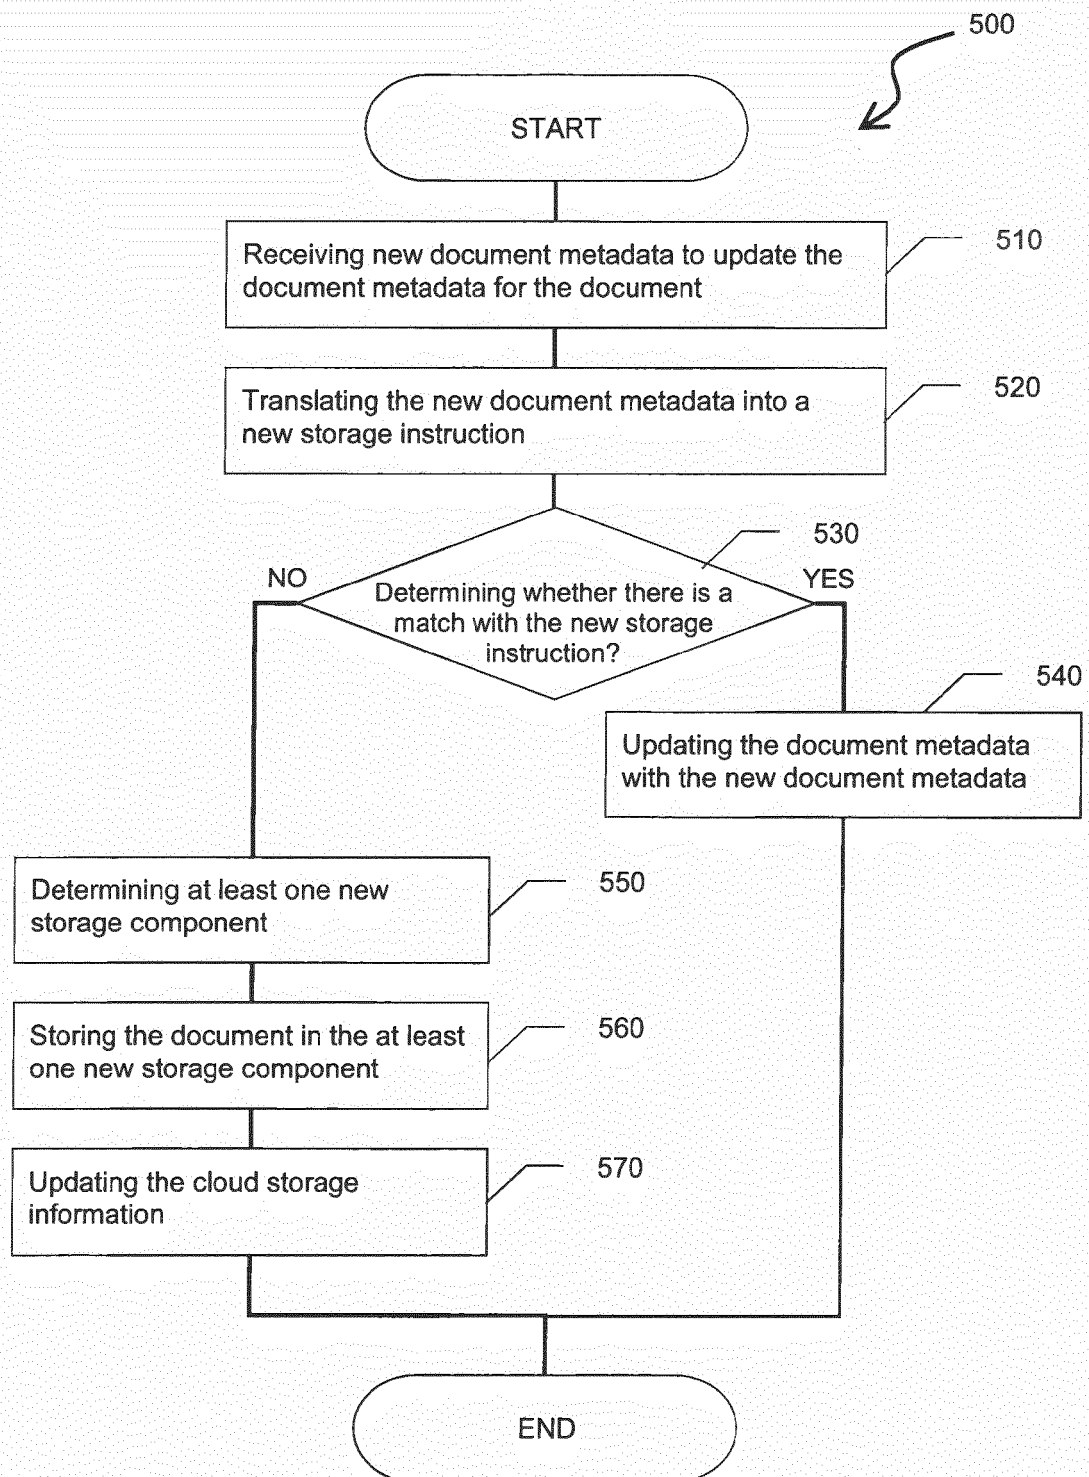 500
START
Receiving new document metadata to update the
document metadata for the document
510
Translating the new document metadata into a
new storage instruction
520
530
NO
YES
Determining whether there is a
match with the new storage
instruction?
540
Updating the document metadata
with the new document metadata
Determining at least one new
storage component
550
Storing the document in the at least
one new storage component
560
Updating the cloud storage
information
570
END